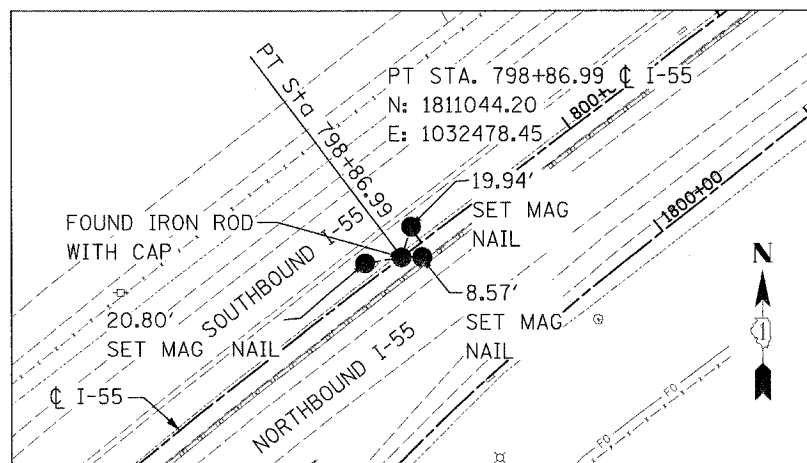 PT Sta 798+86.99
PT STA. 798+86.99 ℄ I-55
N: 1811044.20
E: 1032478.45
1800+00
19.94'
SET MAG
NAIL
FOUND IRON ROD
WITH CAP
SOUTHBOUND I-55
20.80'
SET MAG NAIL
8.57'
SET MAG
NAIL
N
1
℄ I-55
NORTHBOUND I-55
FO
FO